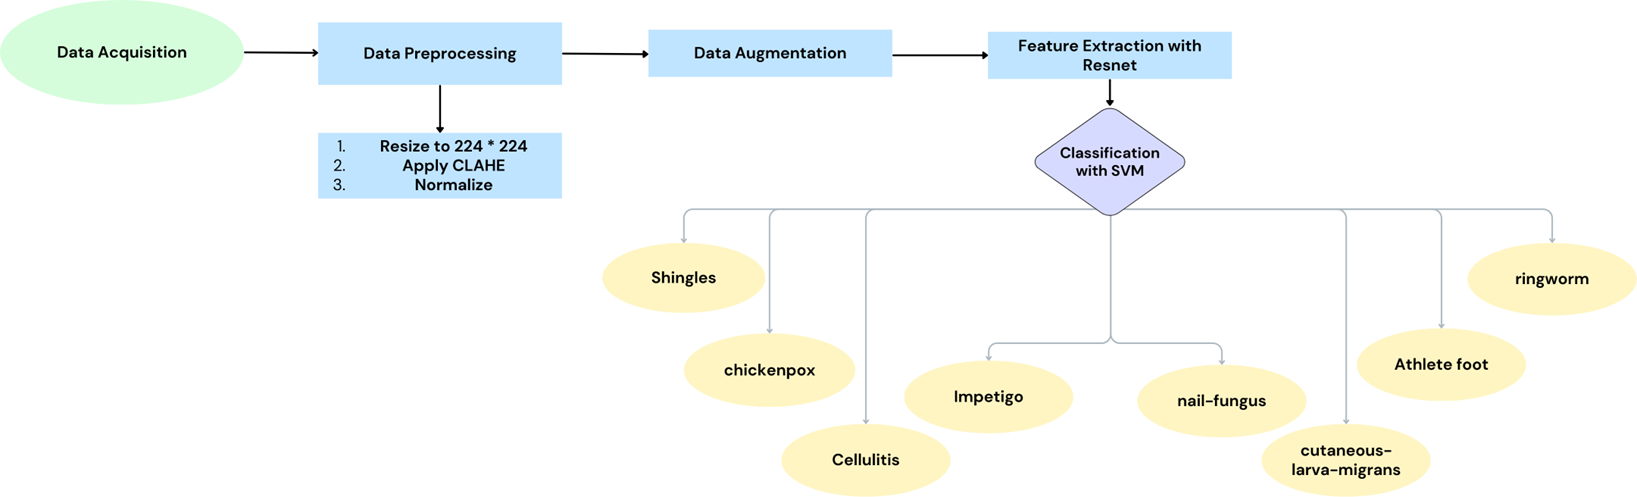 Data Acquisition
Data Preprocessing
Data Augmentation
Feature Extraction with
Resnet
1. Resize to 224 * 224
2. Apply CLAHE
3. Normalize
Classification
with SVM
Shingles
chickenpox
Cellulitis
Impetigo
nail-fungus
cutaneous-
larva-migrans
Athlete foot
ringworm